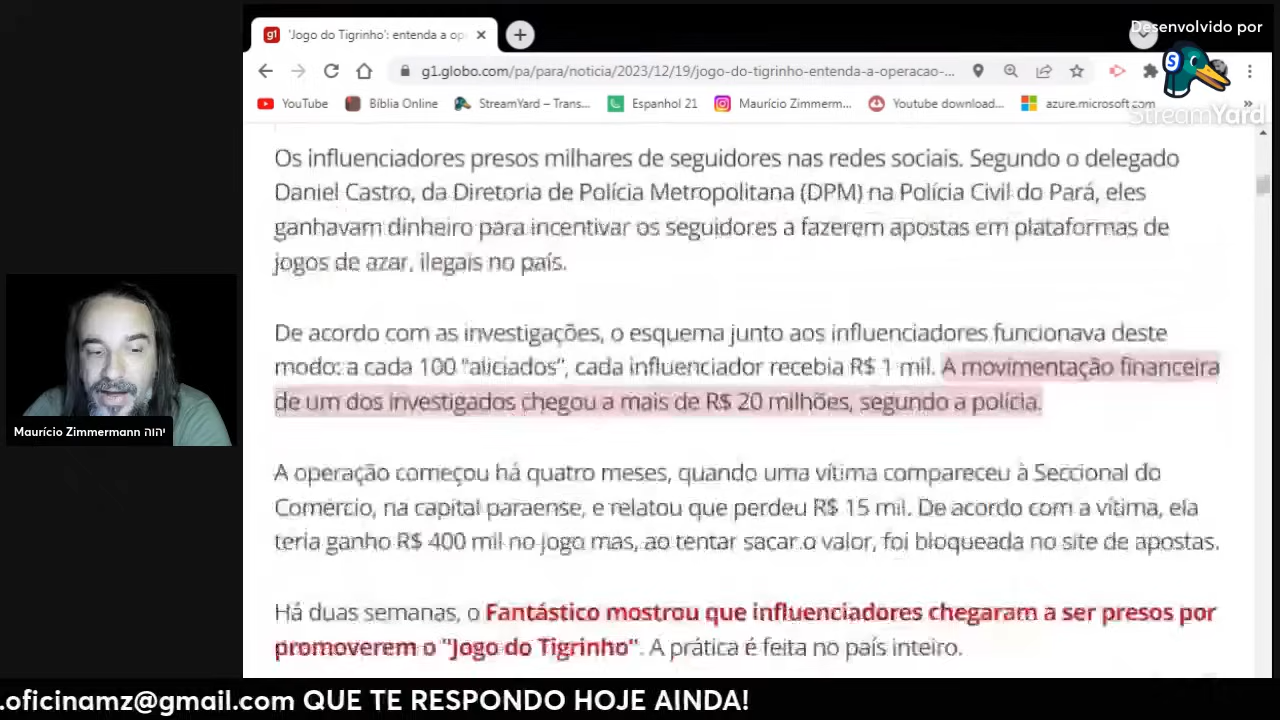 'Jogo do Tigrinho': entenda a op
Desenvolvido por
g1.globo.com/pa/para/noticia/2023/12/19/jogo-do-tigrinho-entenda-a-operacao-...
StreamYard
YouTube Bíblia Online StreamYard – Trans... Espanhol 21 Maurício Zimmerm... Youtube download... azure.microsoft.com »
Os influenciadores presos milhares de seguidores nas redes sociais. Segundo o delegado
Daniel Castro, da Diretoria de Polícia Metropolitana (DPM) na Polícia Civil do Pará, eles
ganhavam dinheiro para incentivar os seguidores a fazerem apostas em plataformas de
jogos de azar, ilegais no país.
De acordo com as investigações, o esquema junto aos influenciadores funcionava deste
modo: a cada 100 "aliciados", cada influenciador recebia R$ 1 mil. A movimentação financeira
de um dos investigados chegou a mais de R$ 20 milhões, segundo a polícia.
A operação começou há quatro meses, quando uma vítima compareceu à Seccional do
Comércio, na capital paraense, e relatou que perdeu R$ 15 mil. De acordo com a vítima, ela
teria ganho R$ 400 mil no jogo mas, ao tentar sacar o valor, foi bloqueada no site de apostas.
Há duas semanas, o Fantástico mostrou que influenciadores chegaram a ser presos por
promoverem o "Jogo do Tigrinho". A prática é feita no país inteiro.
Maurício Zimmermann יהוה
.oficinamz@gmail.com QUE TE RESPONDO HOJE AINDA!